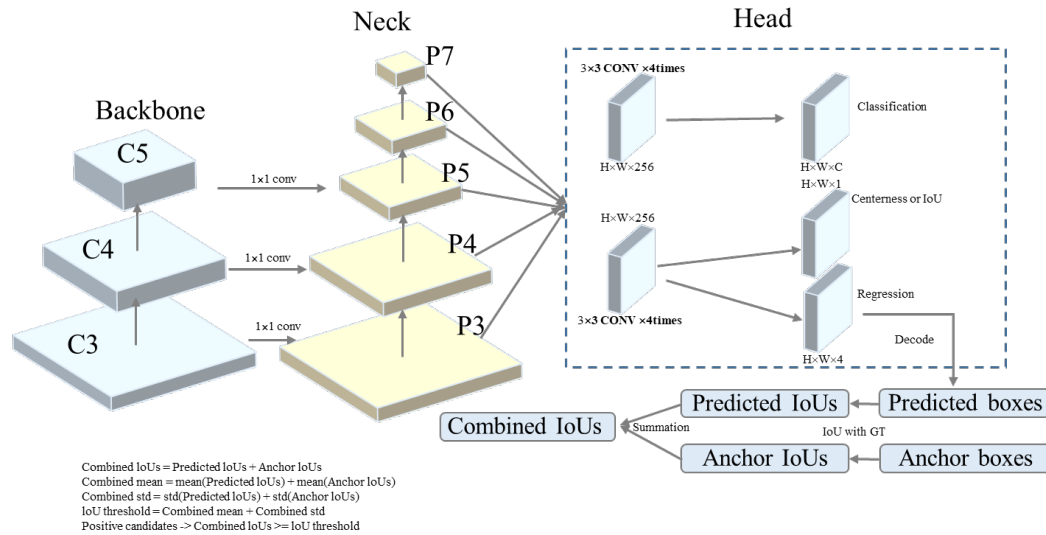 Neck
Head
Backbone
P7
P6
P5
P4
P3
C5
C4
C3
1×1 conv
1×1 conv
1×1 conv
3×3 CONV ×4times
H×W×256
Classification
H×W×C
H×W×1
Centerness or IoU
H×W×256
3×3 CONV ×4times
Regression
H×W×4
Decode
Predicted boxes
Predicted IoUs
Combined IoUs
Summation
IoU with GT
Anchor IoUs
Anchor boxes
Combined IoUs = Predicted IoUs + Anchor IoUs
Combined mean = mean(Predicted IoUs) + mean(Anchor IoUs)
Combined std = std(Predicted IoUs) + std(Anchor IoUs)
IoU threshold = Combined mean + Combined std
Positive candidates -> Combined IoUs >= IoU threshold